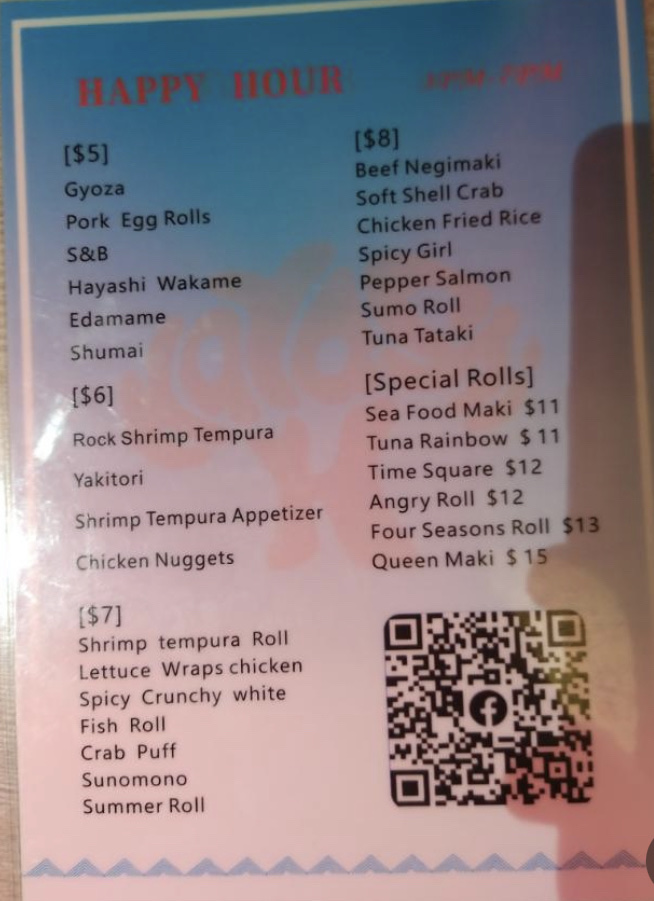 HAPPY HOUR
[$5]
Gyoza
Pork Egg Rolls
S&B
Hayashi Wakame
Edamame
Shumai
[$6]
Rock Shrimp Tempura
Yakitori
Shrimp Tempura Appetizer
Chicken Nuggets
[$7]
Shrimp tempura Roll
Lettuce Wraps chicken
Spicy Crunchy white
Fish Roll
Crab Puff
Sunomono
Summer Roll
[$8]
Beef Negimaki
Soft Shell Crab
Chicken Fried Rice
Spicy Girl
Pepper Salmon
Sumo Roll
Tuna Tataki
[Special Rolls]
Sea Food Maki $11
Tuna Rainbow $ 11
Time Square $12
Angry Roll $12
Four Seasons Roll $13
Queen Maki $ 15